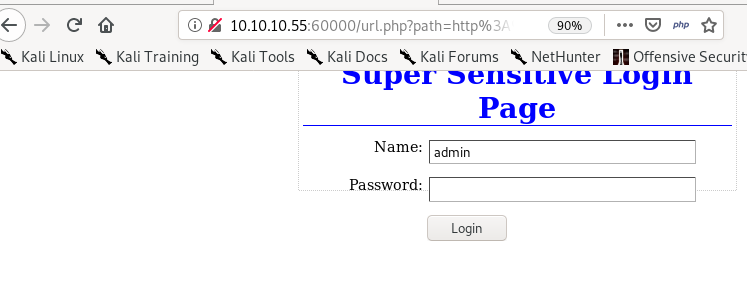 10.10.10.55:60000/url.php?path=http%3A
90%
php
Kali Linux Kali Training Kali Tools Kali Docs Kali Forums NetHunter Offensive Securit
Super Sensitive Login
Page
Name: admin
Password:
Login